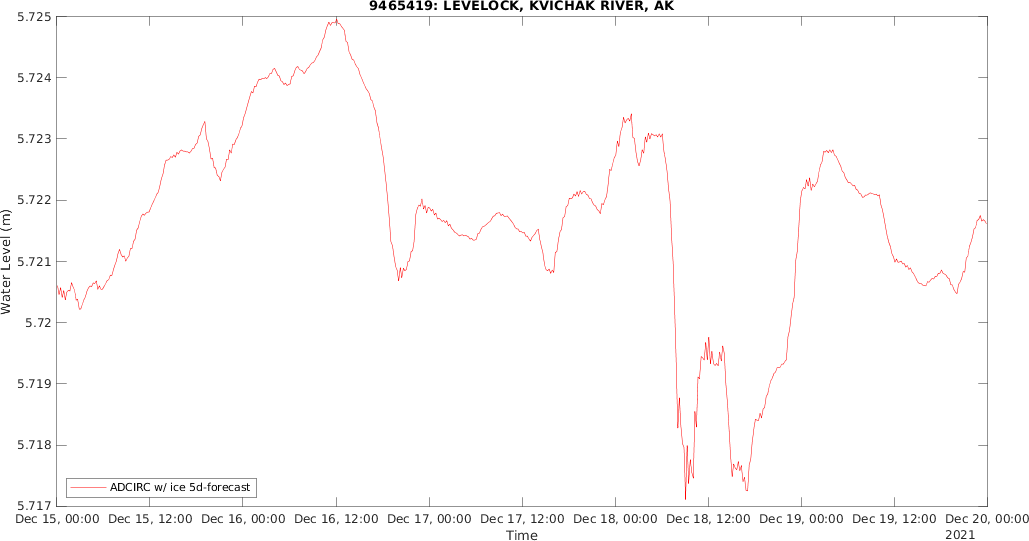 9465419: LEVELOCK, KVICHAK RIVER, AK
5.725
5.724
5.723
5.722
5.721
5.72
5.719
5.718
5.717
Water Level (m)
ADCIRC w/ ice 5d-forecast
Dec 15, 00:00 Dec 15, 12:00 Dec 16, 00:00 Dec 16, 12:00 Dec 17, 00:00 Dec 17, 12:00 Dec 18, 00:00 Dec 18, 12:00 Dec 19, 00:00 Dec 19, 12:00 Dec 20, 00:00
Time
2021